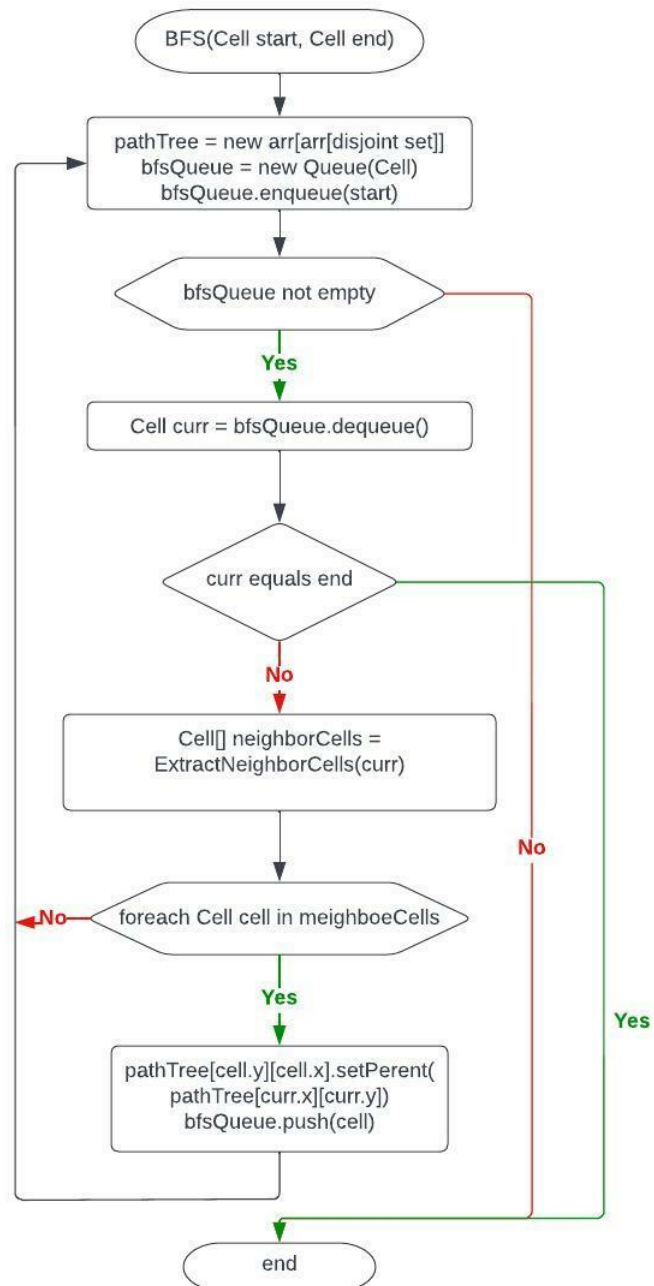 BFS(Cell start, Cell end)
pathTree = new arr[arr[disjoint set]]
bfsQueue = new Queue(Cell)
bfsQueue.enqueue(start)
bfsQueue not empty
Yes
Cell curr = bfsQueue.dequeue()
curr equals end
No
Cell[] neighborCells =
ExtractNeighborCells(curr)
No
foreach Cell cell in meighboeCells
No
Yes
Yes
pathTree[cell.y][cell.x].setPerent(
pathTree[curr.x][curr.y])
bfsQueue.push(cell)
end